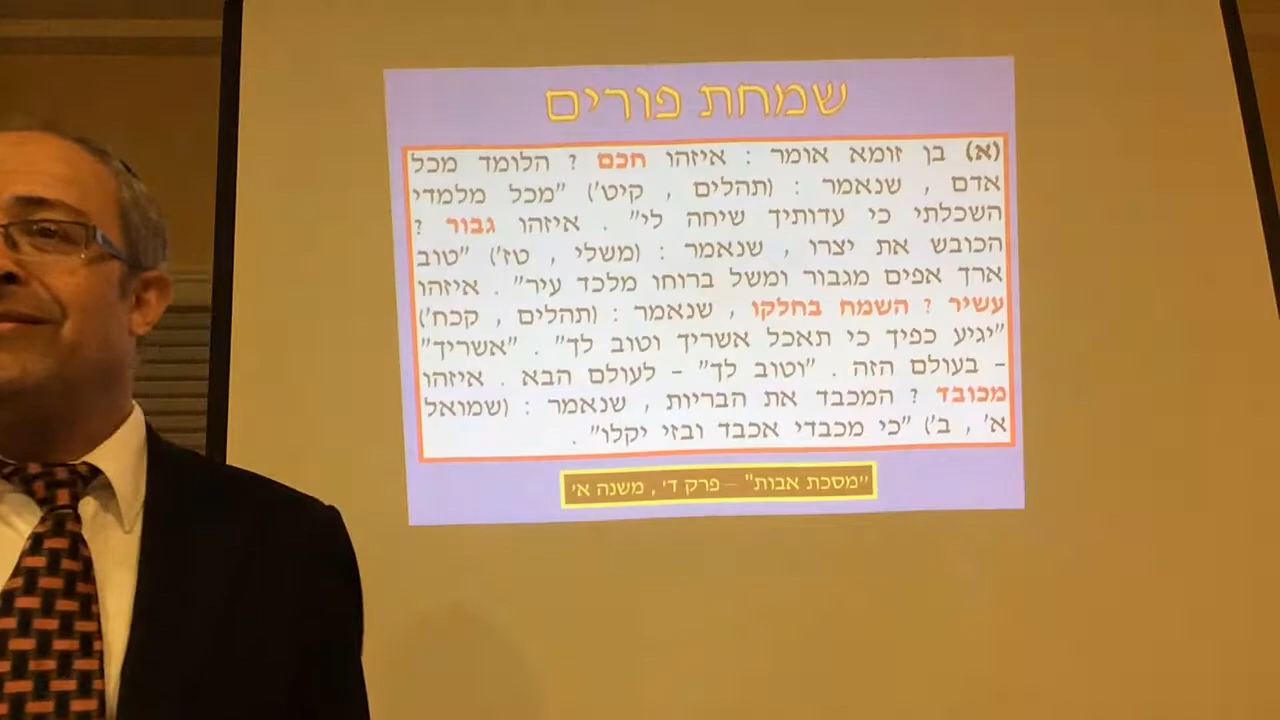 שמחת פורים
(א) בן זומא אומר : איזהו חכם ? הלומד מכל
אדם , שנאמר : (תהלים , קיט') "מכל מלמדי
השכלתי כי עדותיך שיחה לי" . איזהו גבור ?
הכובש את יצרו , שנאמר : (משלי , טז') "טוב
ארך אפים מגבור ומשל ברוחו מלכד עיר" . איזהו
עשיר ? השמח בחלקו , שנאמר : (תהלים , קכח')
"יגיע כפיך כי תאכל אשריך וטוב לך" . "אשריך"
– בעולם הזה . "וטוב לך" – לעולם הבא . איזהו
מכובד ? המכבד את הבריות , שנאמר : (שמואל
א' , ב') "כי מכבדי אכבד ובזי יקלו" .
"מסכת אבות" – פרק ד' , משנה א'